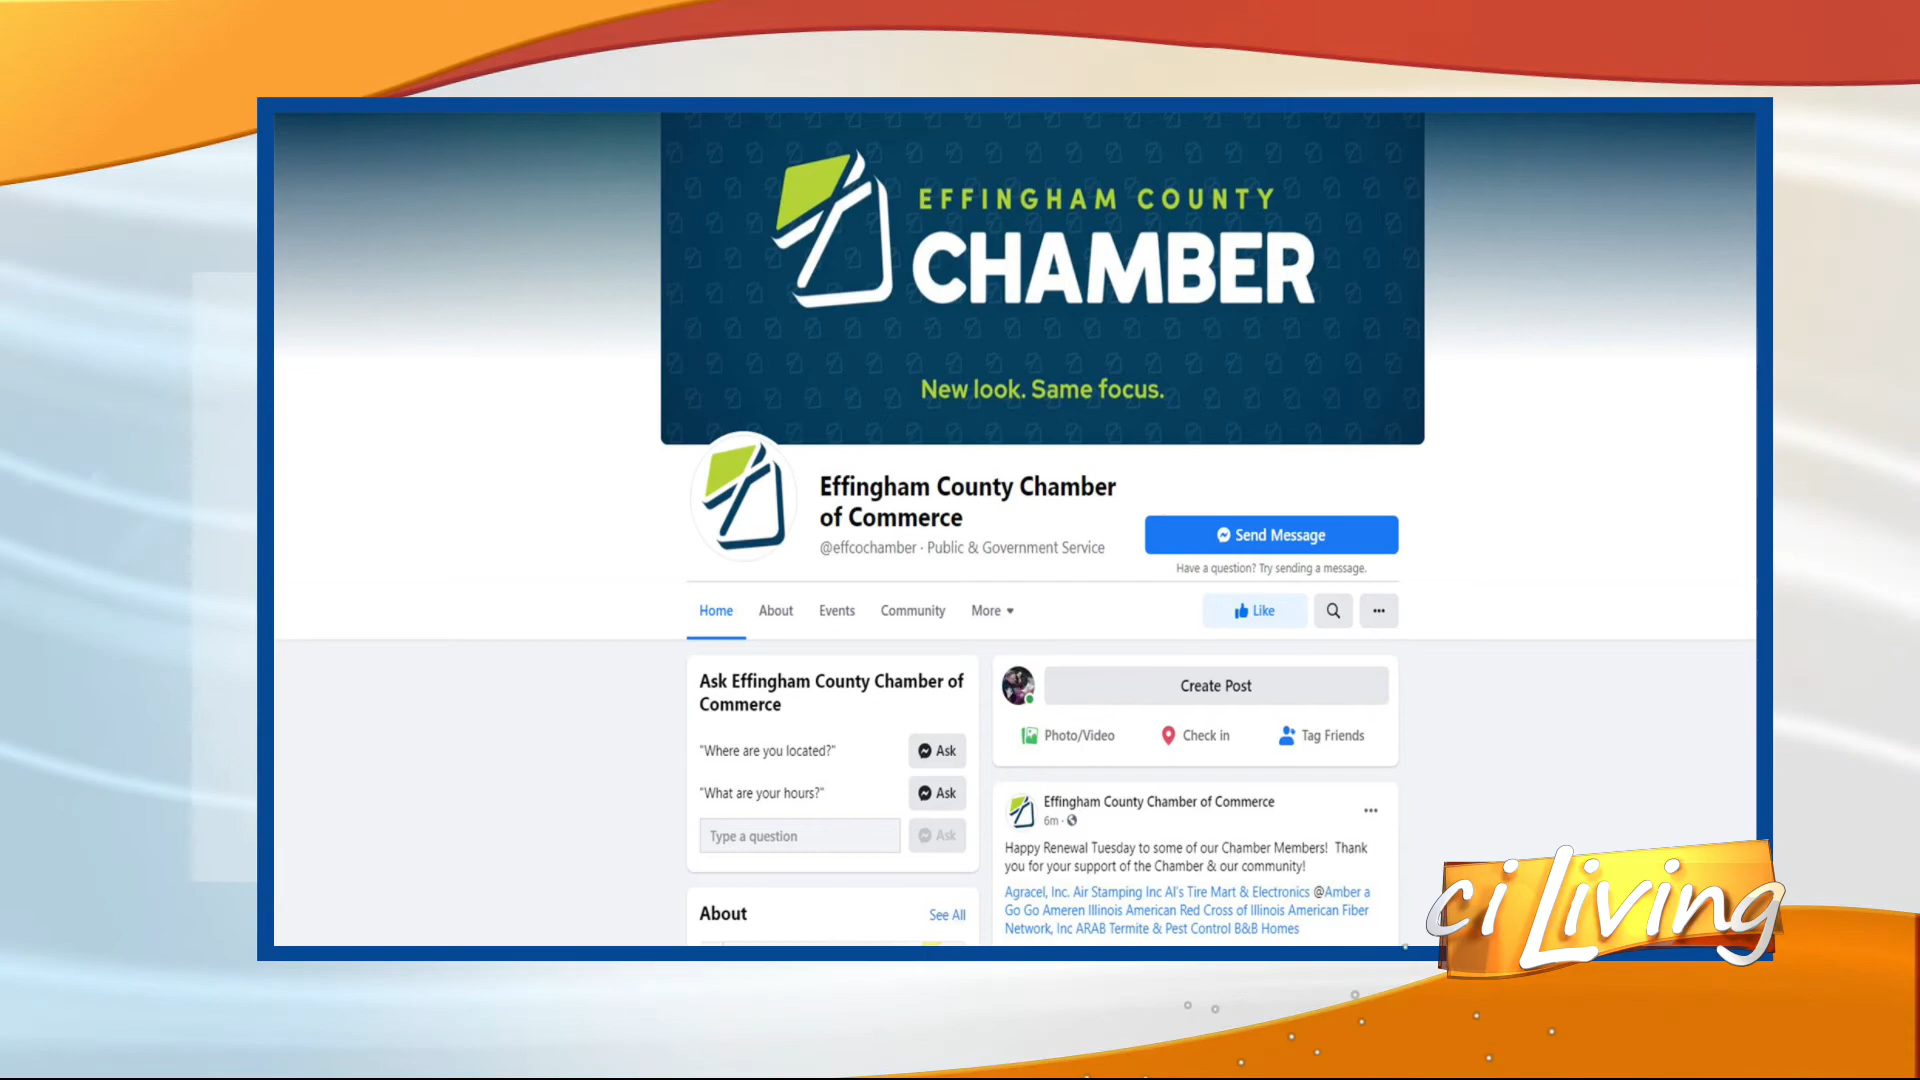 EFFINGHAM COUNTY
CHAMBER
New look. Same focus.
Effingham County Chamber
of Commerce
@effcochamber · Public & Government Service
Send Message
Have a question? Try sending a message.
Home About Events Community More
Like
Ask Effingham County Chamber of
Commerce
"Where are you located?" Ask
"What are your hours?" Ask
Type a question Ask
About See All
Create Post
Photo/Video Check in Tag Friends
Effingham County Chamber of Commerce
6m ·
Happy Renewal Tuesday to some of our Chamber Members! Thank
you for your support of the Chamber & our community!
Agracel, Inc. Air Stamping Inc Al's Tire Mart & Electronics @Amber a
Go Go Ameren Illinois American Red Cross of Illinois American Fiber
Network, Inc ARAB Termite & Pest Control B&B Homes
ci Living